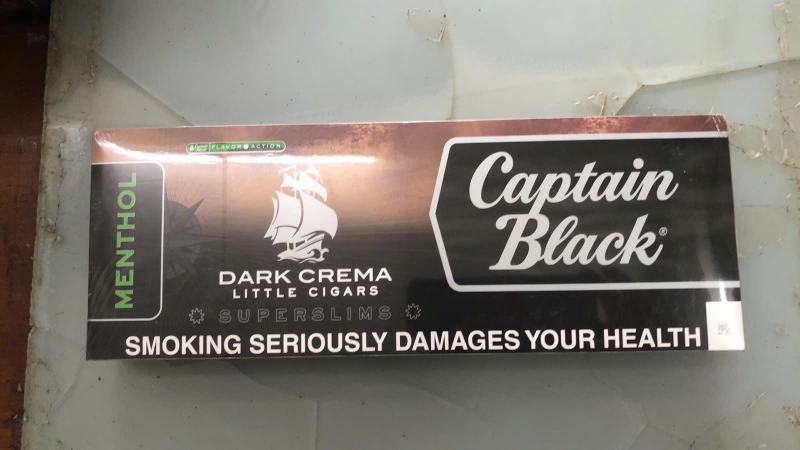 FLAVOR ACTION
MENTHOL
Captain
Black®
DARK CREMA
LITTLE CIGARS
SUPERSLIMS
SMOKING SERIOUSLY DAMAGES YOUR HEALTH